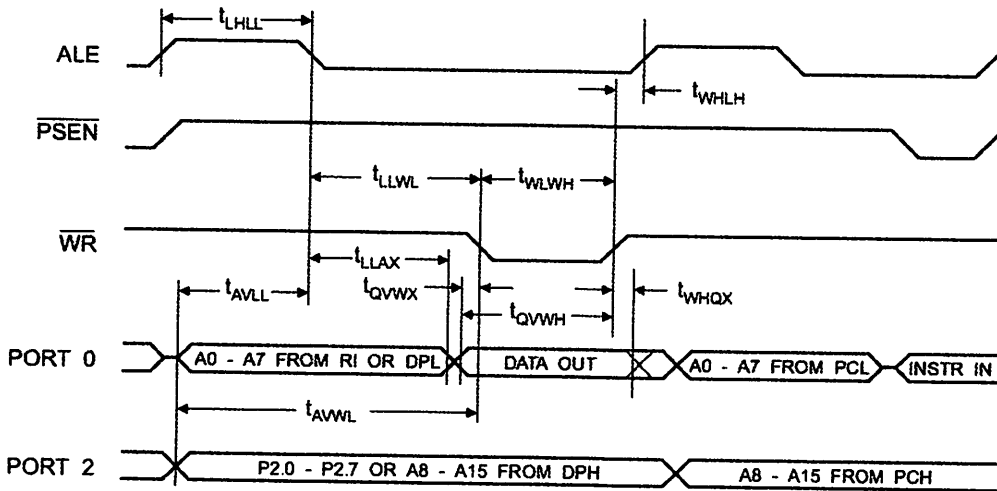 tLHLL
ALE
tWHLH
PSEN
tLLWL
tWLWH
WR
tLLAX
tAVLL
tQVWX
tWHQX
tQVWH
PORT 0
A0 - A7 FROM RI OR DPL
DATA OUT
A0 - A7 FROM PCL
INSTR IN
tAVWL
PORT 2
P2.0 - P2.7 OR A8 - A15 FROM DPH
A8 - A15 FROM PCH